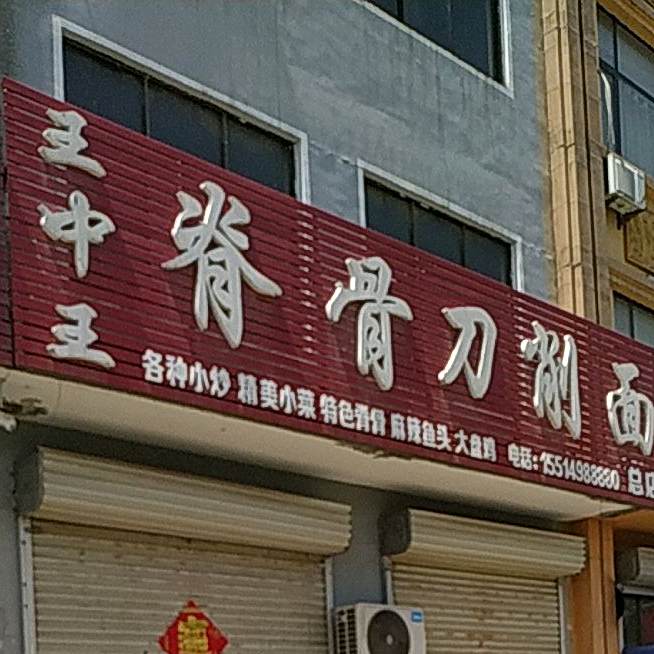 王中王
脊骨刀削面
各种小炒 精美小菜 特色脊骨 麻辣鱼头 大盘鸡 电话:15514988880 总店